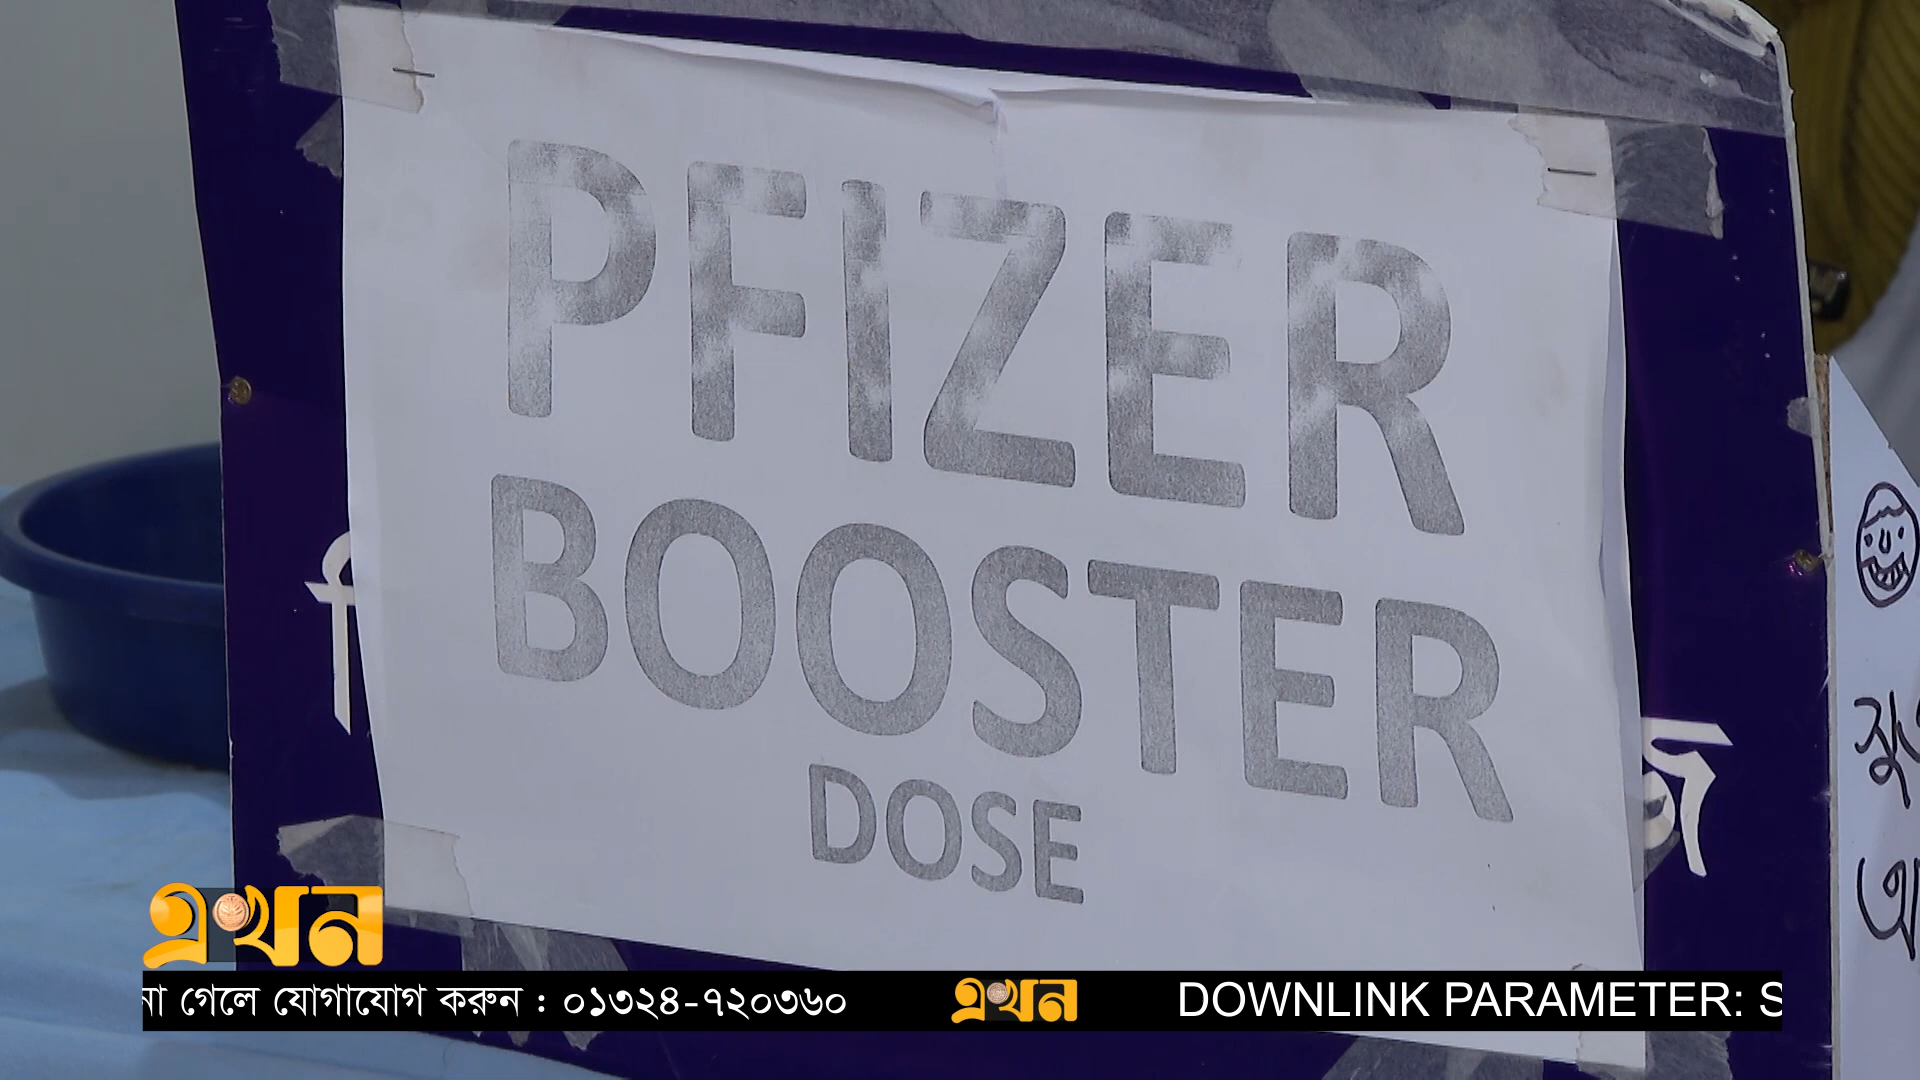 PFIZER
BOOSTER
DOSE
এখন
না গেলে যোগাযোগ করুন : ০১৩২৪-৭২০৩৬০ এখন DOWNLINK PARAMETER: S